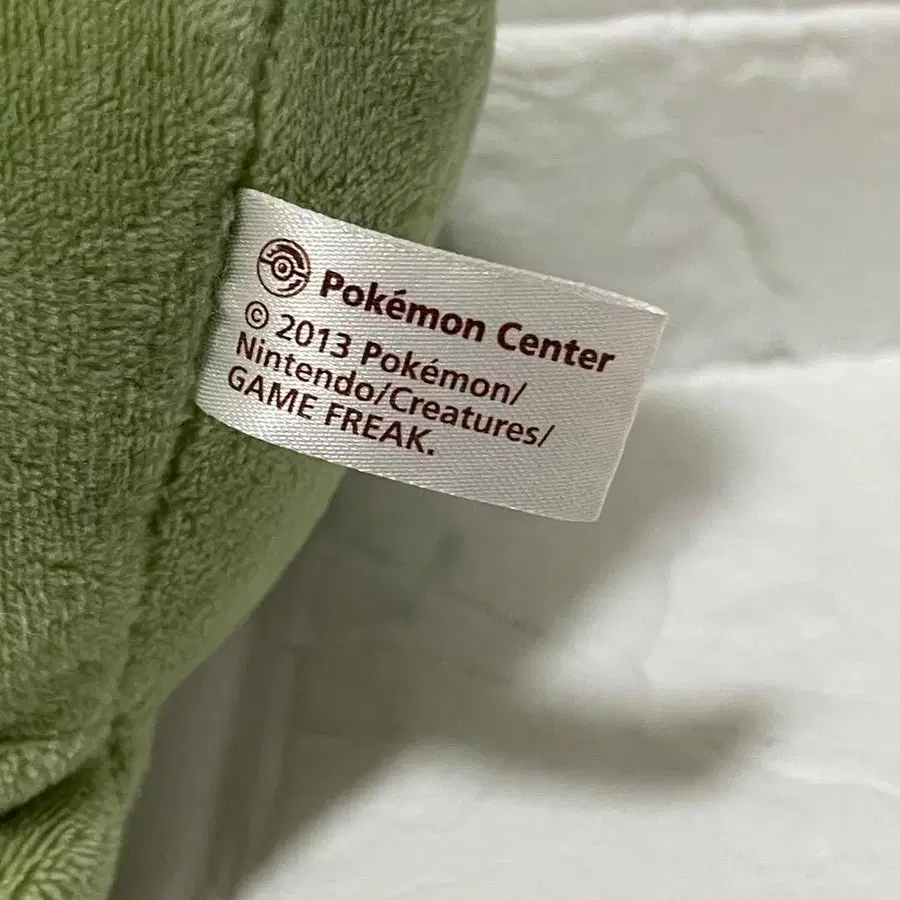 Pokémon Center
© 2013 Pokémon/
Nintendo/Creatures/
GAME FREAK.